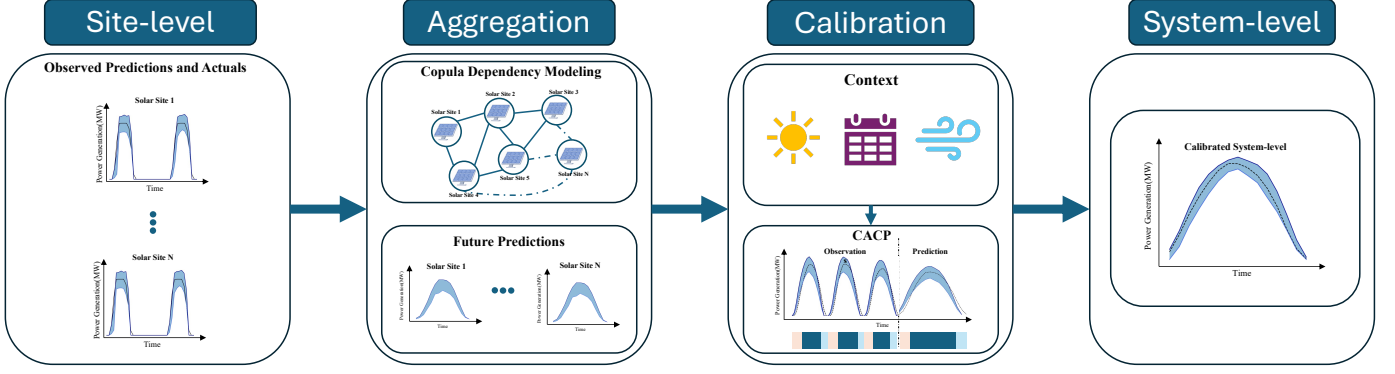 Site-level
Observed Predictions and Actuals
Solar Site 1
Power Generation(MW)
Time
Solar Site N
Power Generation(MW)
Time
Aggregation
Copula Dependency Modeling
Solar Site 1
Solar Site 2
Solar Site 3
Solar Site 4
Solar Site 5
Solar Site N
Future Predictions
Solar Site 1
Power Generation(MW)
Time
Solar Site N
Power Generation(MW)
Time
Calibration
Context
CACP
Observation
s
Prediction
Power Generation(MW)
Time
System-level
Calibrated System-level
Power Generation(MW)
Time